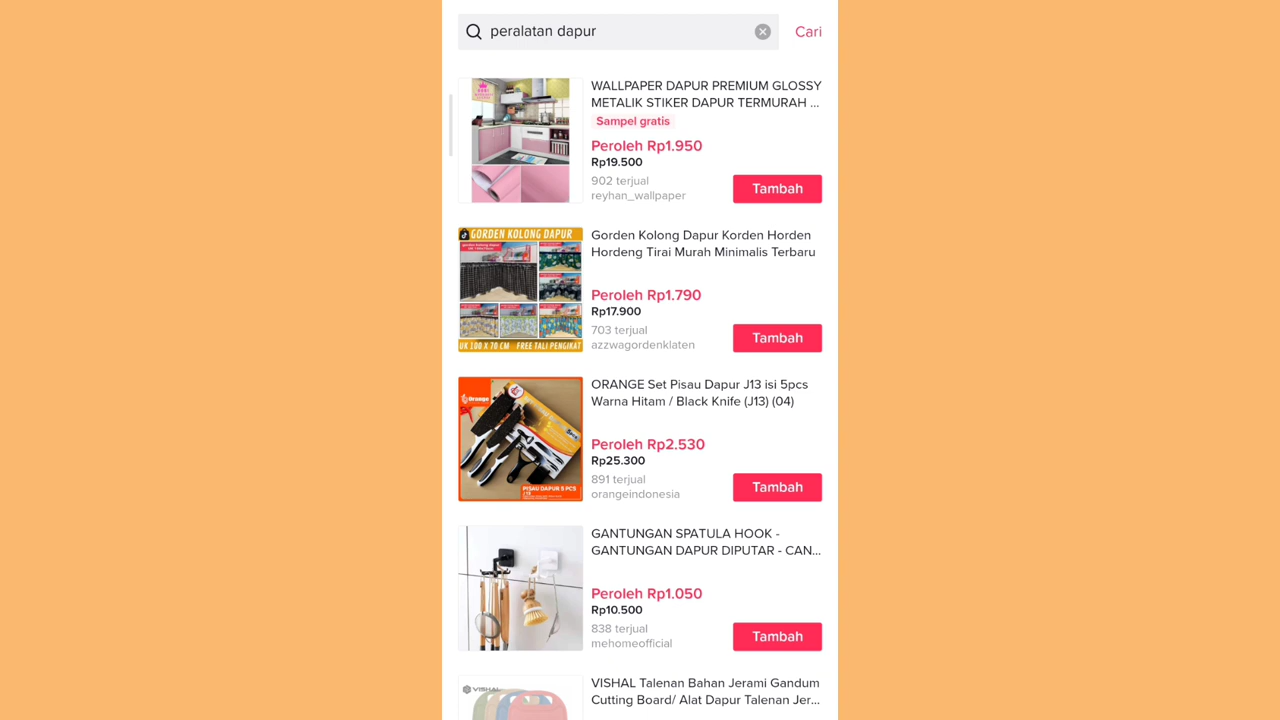 peralatan dapur
Cari
WALLPAPER DAPUR PREMIUM GLOSSY
METALIK STIKER DAPUR TERMURAH ...
Sampel gratis
Peroleh Rp1.950
Rp19.500
902 terjual
reyhan_wallpaper
Tambah
GORDEN KOLONG DAPUR
UK 100 X 70 CM FREE TALI PENGIKAT
Gorden Kolong Dapur Korden Horden
Hordeng Tirai Murah Minimalis Terbaru
Peroleh Rp1.790
Rp17.900
703 terjual
azzwagordenklaten
Tambah
Orange
PISAU DAPUR 5 PCS
ORANGE Set Pisau Dapur J13 isi 5pcs
Warna Hitam / Black Knife (J13) (04)
Peroleh Rp2.530
Rp25.300
891 terjual
orangeindonesia
Tambah
GANTUNGAN SPATULA HOOK -
GANTUNGAN DAPUR DIPUTAR - CAN...
Peroleh Rp1.050
Rp10.500
838 terjual
mehomeofficial
Tambah
VISHAL
VISHAL Talenan Bahan Jerami Gandum
Cutting Board/ Alat Dapur Talenan Jer...